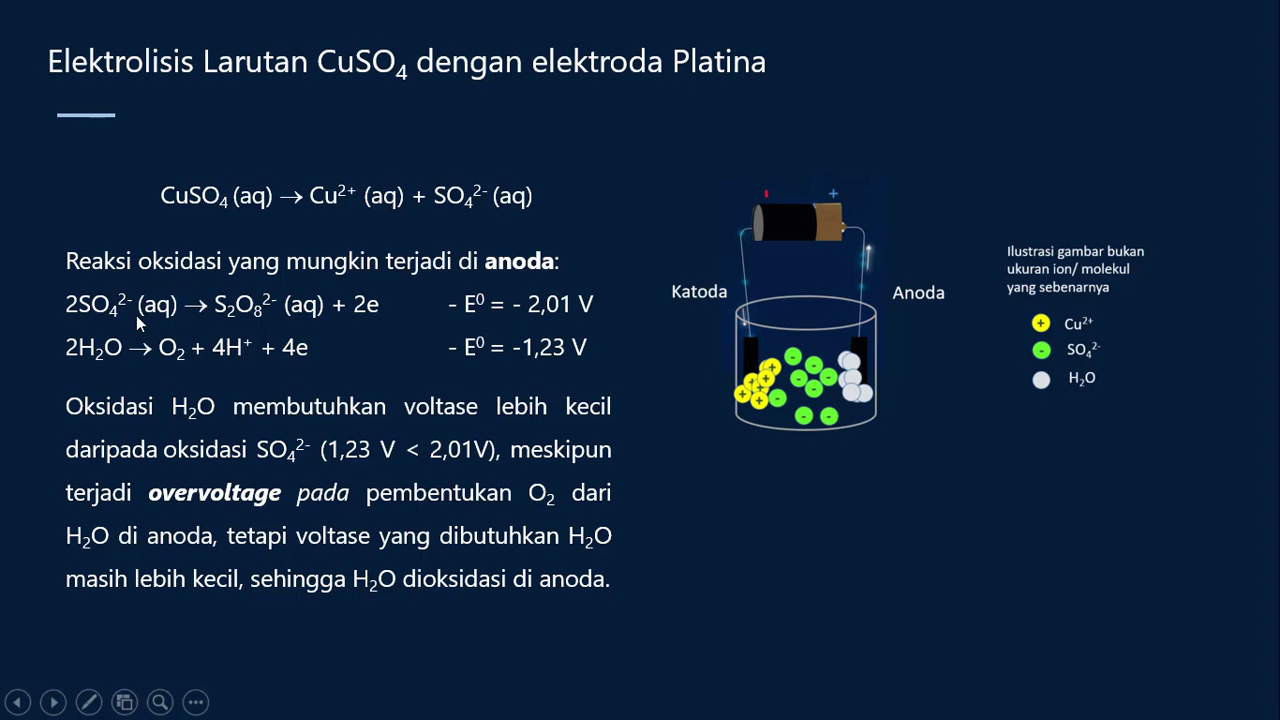 Elektrolisis Larutan CuSO₄ dengan elektroda Platina
CuSO₄ (aq) → Cu²⁺ (aq) + SO₄²⁻ (aq)
Reaksi oksidasi yang mungkin terjadi di anoda:
2SO₄²⁻ (aq) → S₂O₈²⁻ (aq) + 2e - E⁰ = - 2,01 V
2H₂O → O₂ + 4H⁺ + 4e - E⁰ = -1,23 V
Oksidasi H₂O membutuhkan voltase lebih kecil
daripada oksidasi SO₄²⁻ (1,23 V < 2,01V), meskipun
terjadi overvoltage pada pembentukan O₂ dari
H₂O di anoda, tetapi voltase yang dibutuhkan H₂O
masih lebih kecil, sehingga H₂O dioksidasi di anoda.
Katoda
Anoda
Ilustrasi gambar bukan
ukuran ion/ molekul
yang sebenarnya
Cu²⁺
SO₄²⁻
H₂O